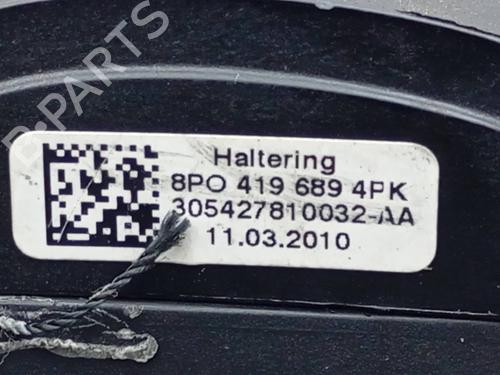 B-PARTS
Haltering
8PO 419 689 4PK
305427810032-AA
11.03.2010